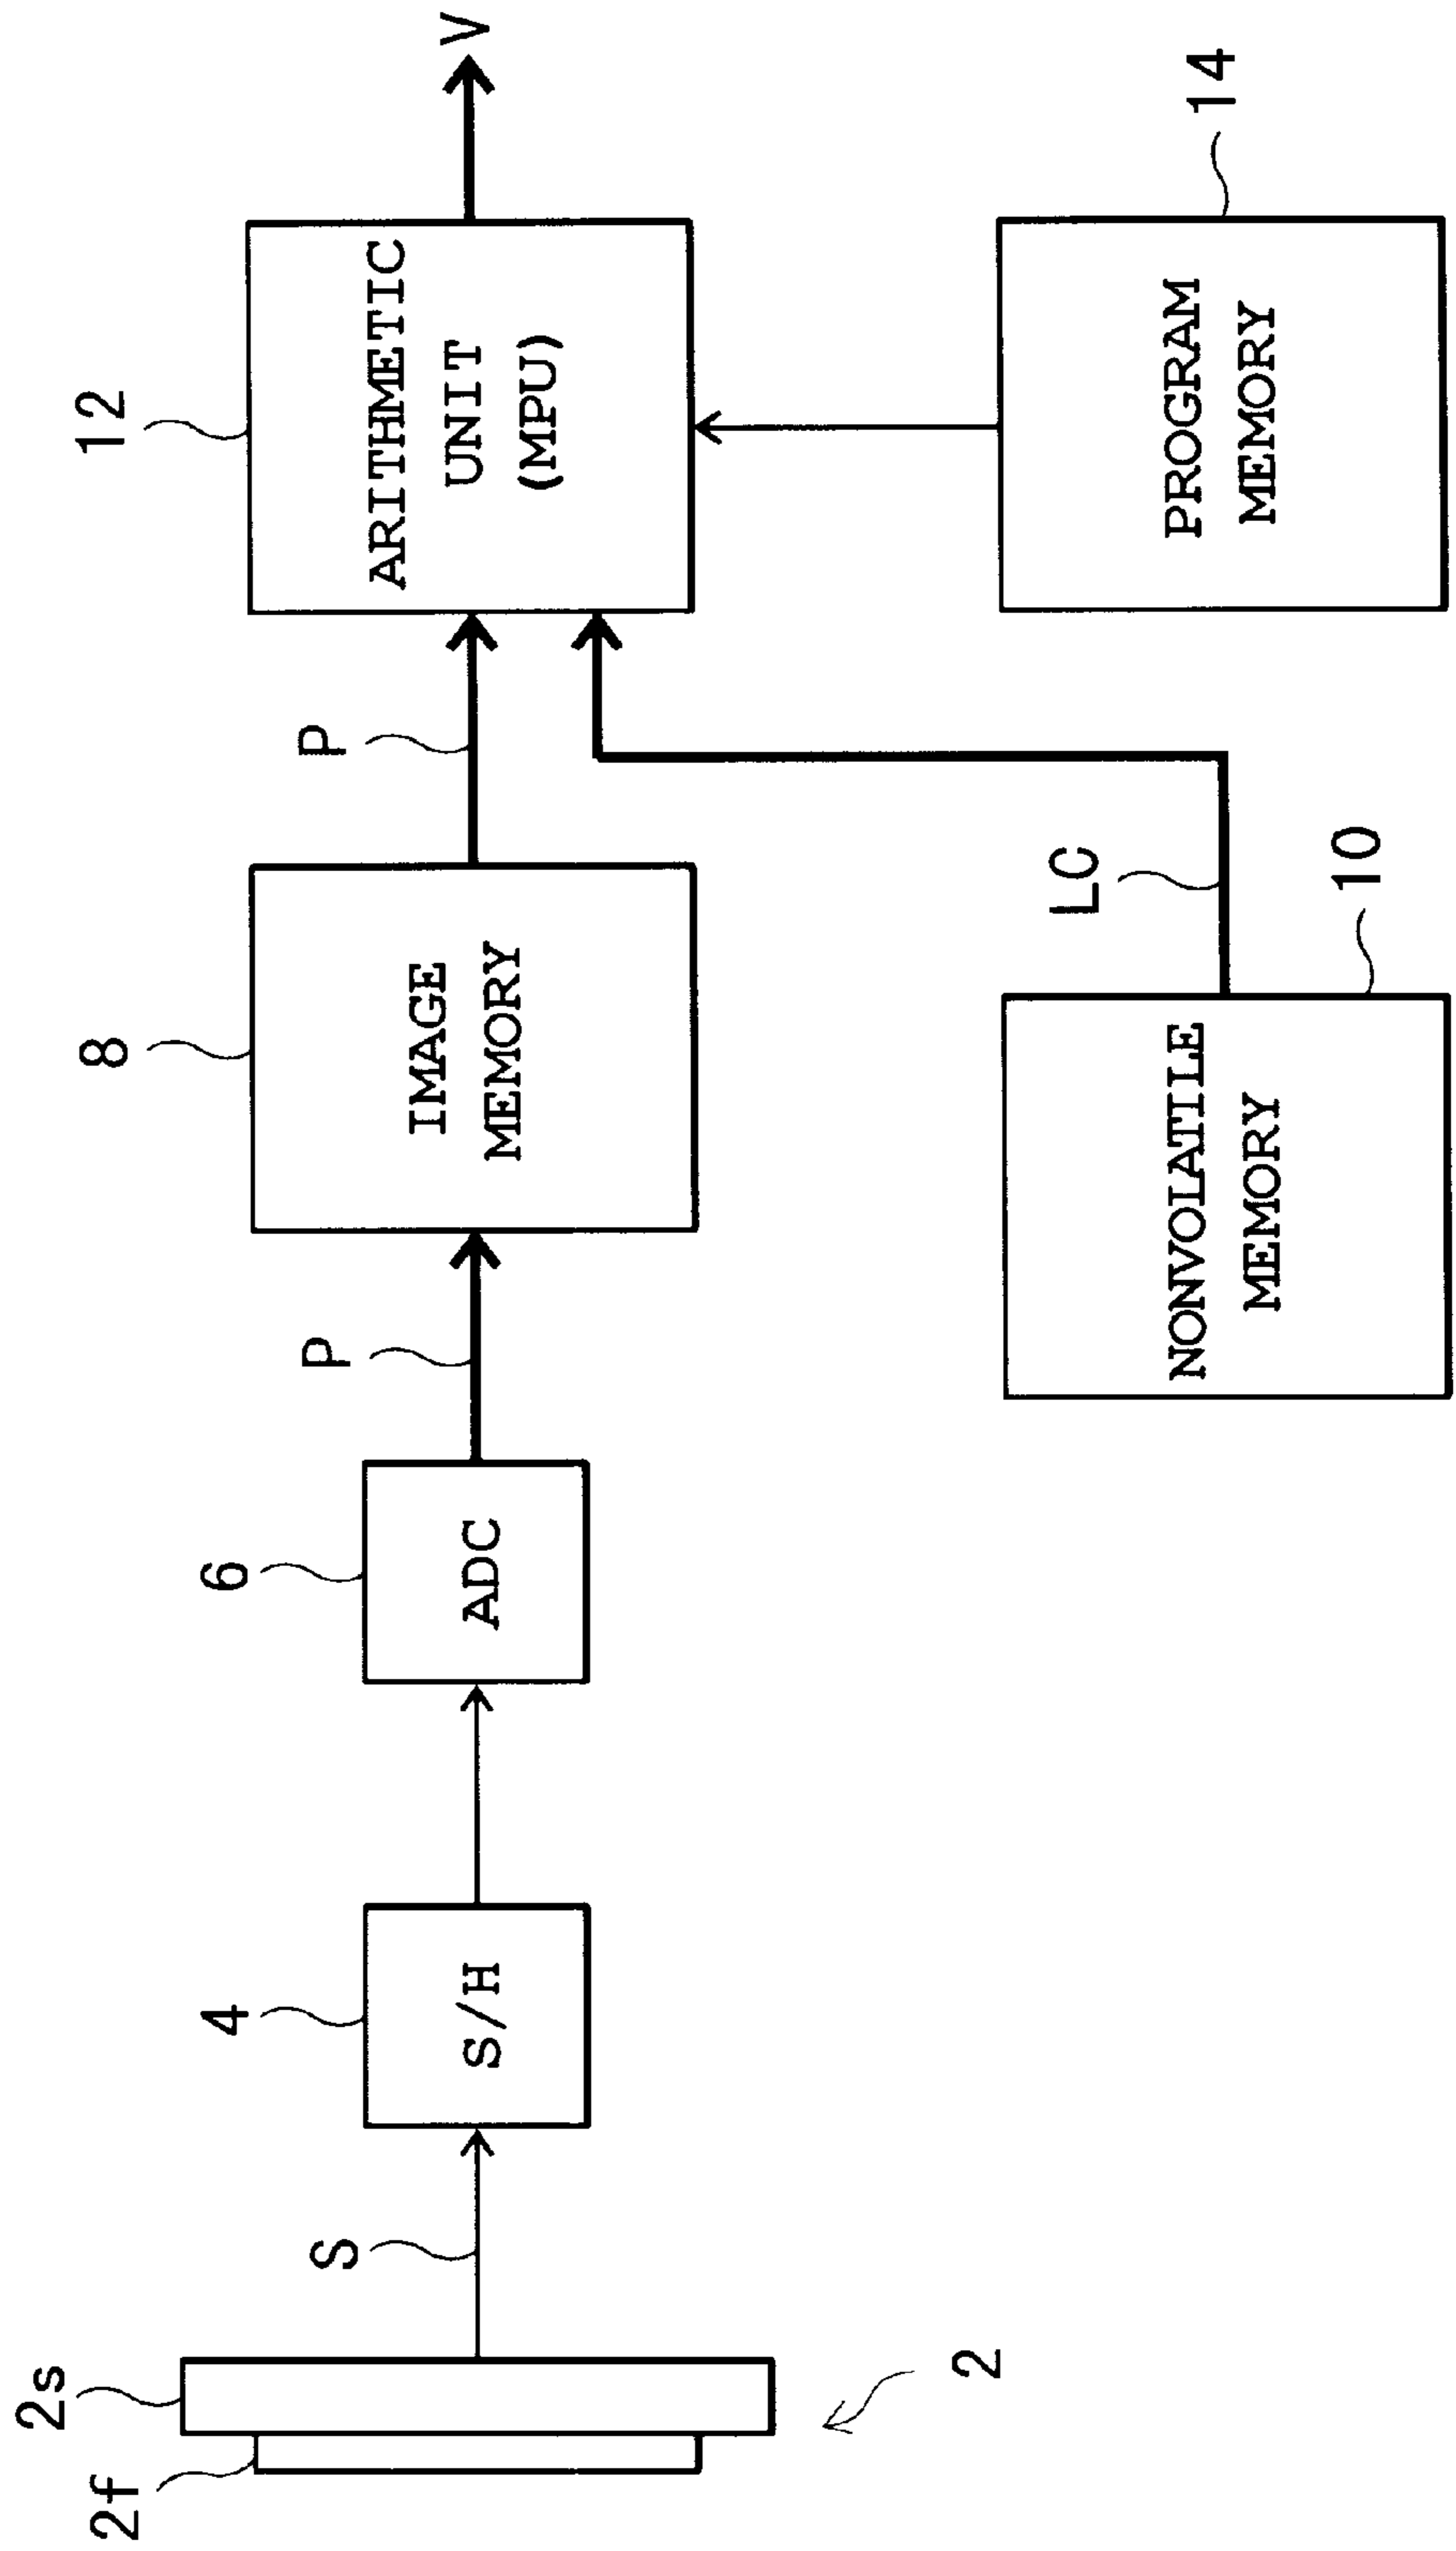 2s
2f
2
S
4
S/H
6
ADC
P
8
IMAGE
MEMORY
P
12
ARITHMETIC
UNIT
(MPU)
V
LC
10
NONVOLATILE
MEMORY
14
PROGRAM
MEMORY